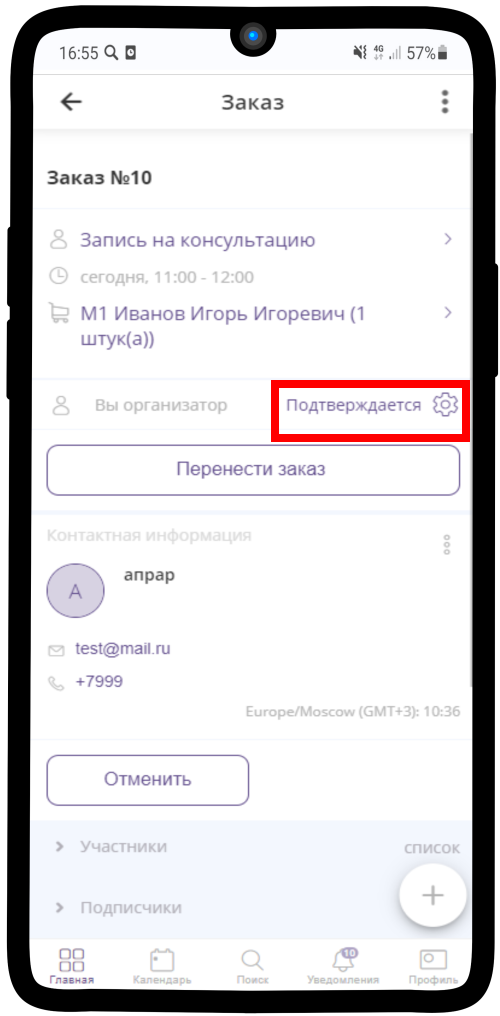 16:55 4G 57%
Заказ
Заказ №10
Запись на консультацию
сегодня, 11:00 - 12:00
М1 Иванов Игорь Игоревич (1
штук(а))
Вы организатор Подтверждается
Перенести заказ
Контактная информация
А апрар
test@mail.ru
+7999
Europe/Moscow (GMT+3): 10:36
Отменить
Участники список
Подписчики
10
Главная Календарь Поиск Уведомления Профиль